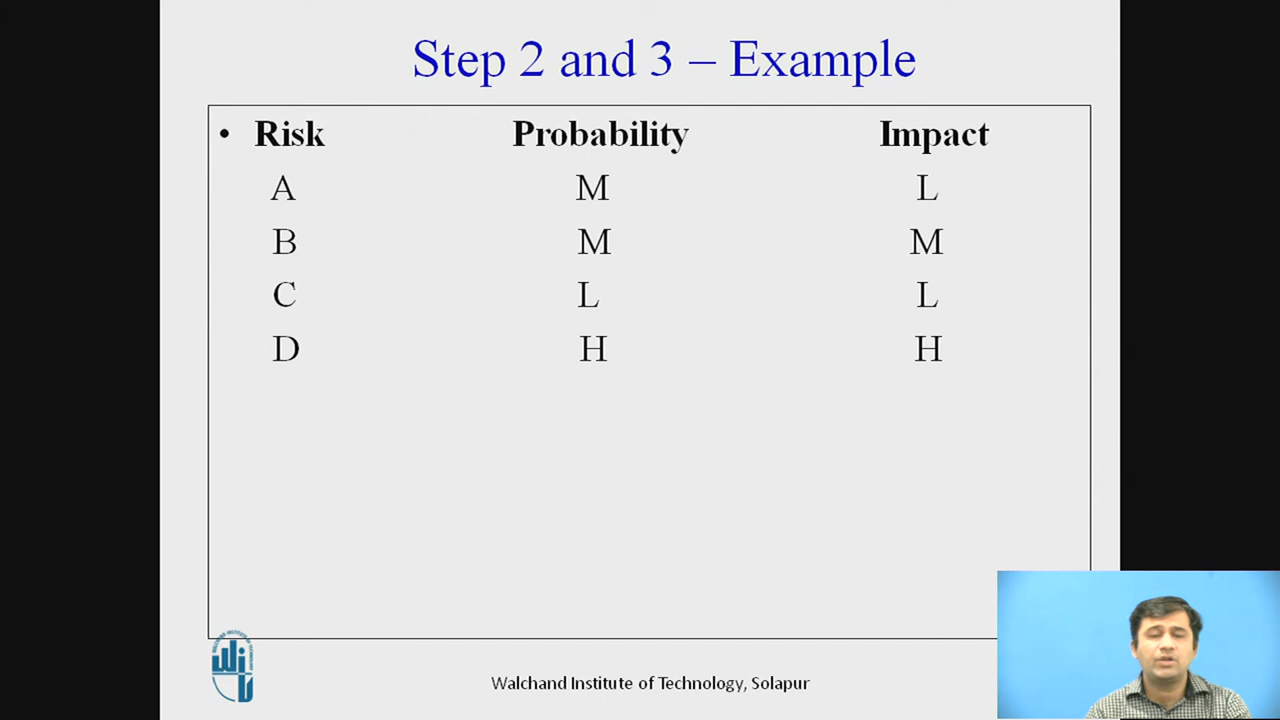 Step 2 and 3 – Example
• Risk Probability Impact
A M L
B M M
C L L
D H H
Walchand Institute of Technology, Solapur